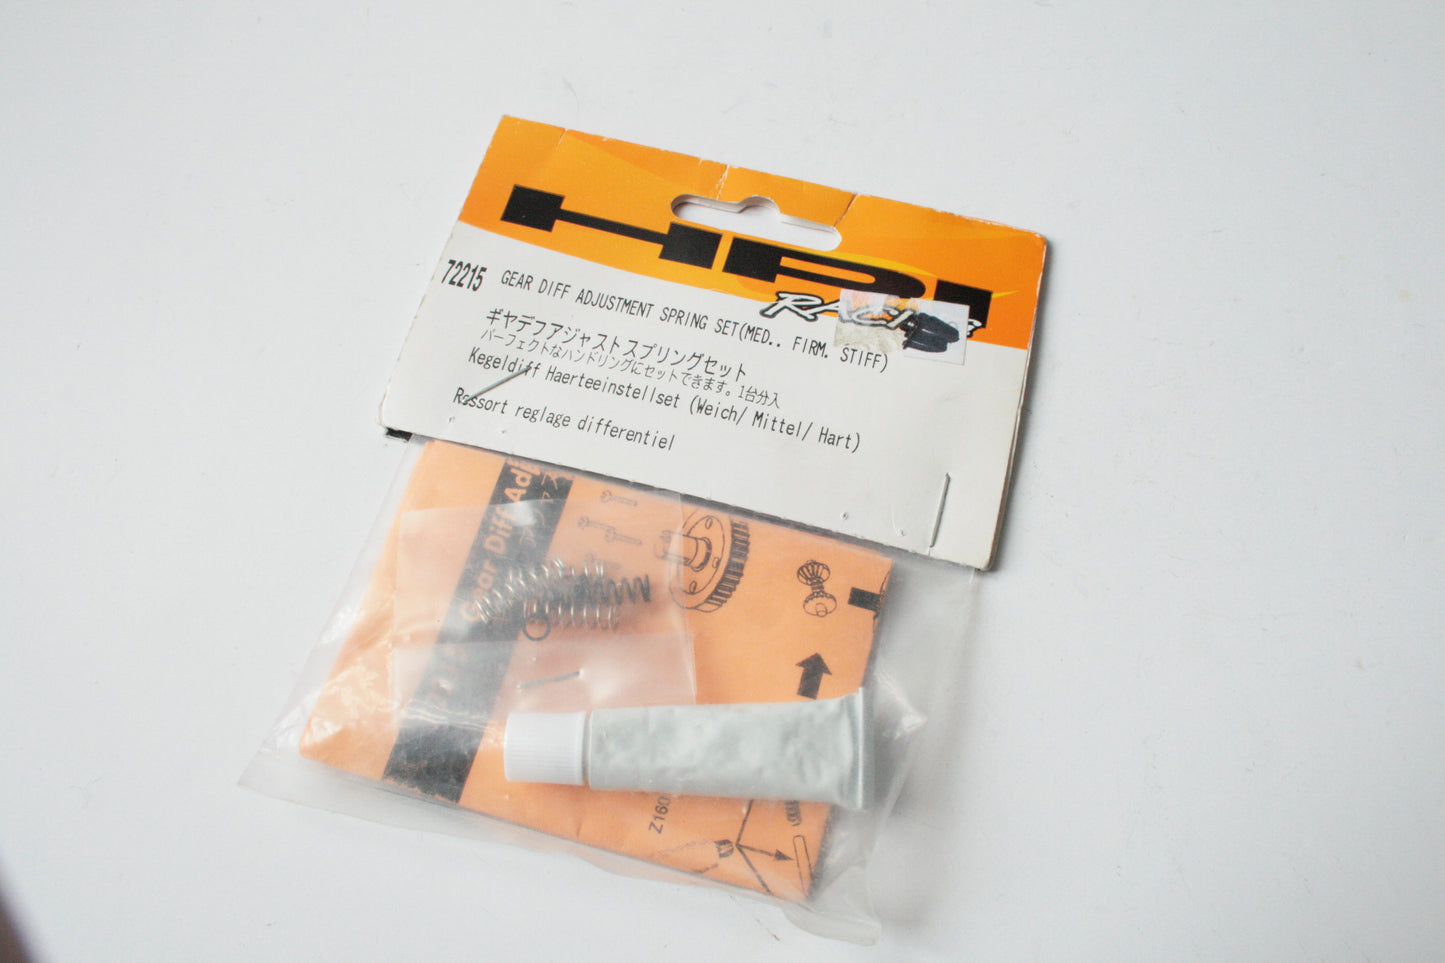 HPI
RACING
72215 GEAR DIFF ADJUSTMENT SPRING SET(MED.. FIRM. STIFF)
ギヤデフアジャストスプリングセット
パーフェクトなハンドリングにセットできます。1台分入
Kegeldiff Haerteeinstellset (Weich/ Mittel/ Hart)
Ressort reglage differentiel
Gear Diff Adj
Z160